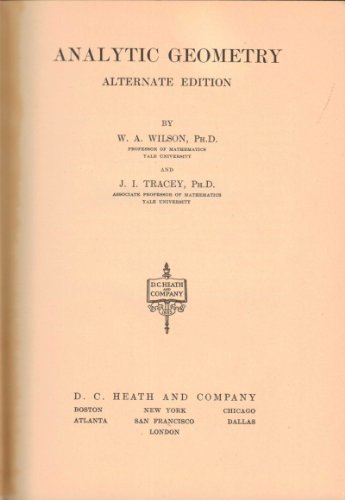 ANALYTIC GEOMETRY
ALTERNATE EDITION
BY
W. A. WILSON, PH.D.
PROFESSOR OF MATHEMATICS
YALE UNIVERSITY
AND
J. I. TRACEY, PH.D.
ASSOCIATE PROFESSOR OF MATHEMATICS
YALE UNIVERSITY
D.C. HEATH
AND
COMPANY
D. C. HEATH AND COMPANY
BOSTON NEW YORK CHICAGO
ATLANTA SAN FRANCISCO DALLAS
LONDON